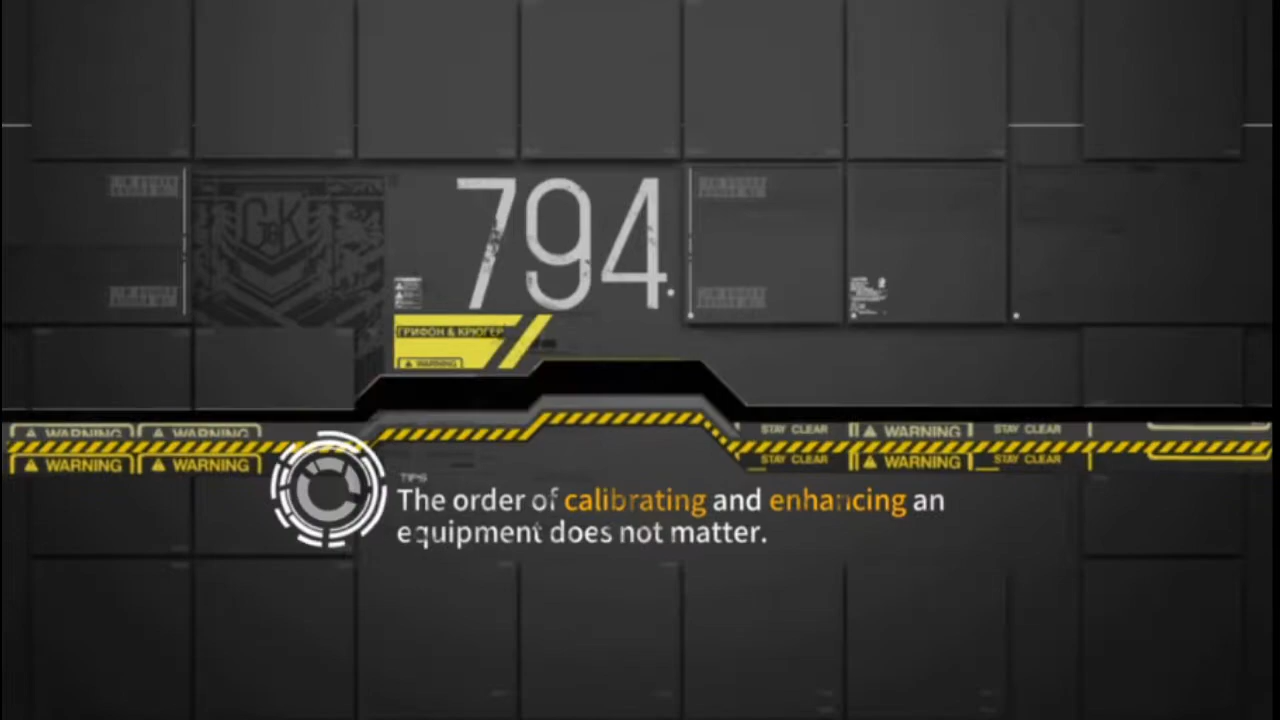 G&K
794.
ГРИФОН & КРЮГЕР
WARNING
WARNING WARNING STAY CLEAR WARNING STAY CLEAR
WARNING WARNING STAY CLEAR WARNING STAY CLEAR
TIPS
The order of calibrating and enhancing an
equipment does not matter.